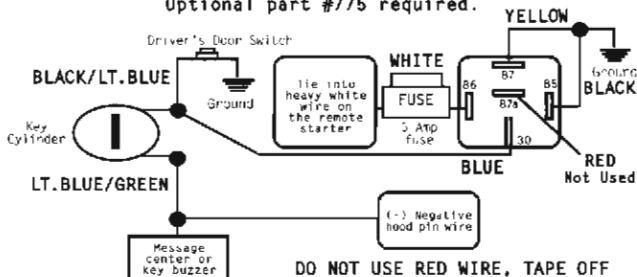 Optional part #775 required.
YELLOW
Driver's Door Switch
WHITE
BLACK/LT.BLUE
Ground
Ground
BLACK
87
86
85
87a
30
Tie into
heavy white
wire on
the remote
starter
FUSE
5 Amp
fuse
Key
Cylinder
BLUE
RED
Not Used
LT.BLUE/GREEN
(-) Negative
hood pin wire
Message
center or
key buzzer
DO NOT USE RED WIRE, TAPE OFF